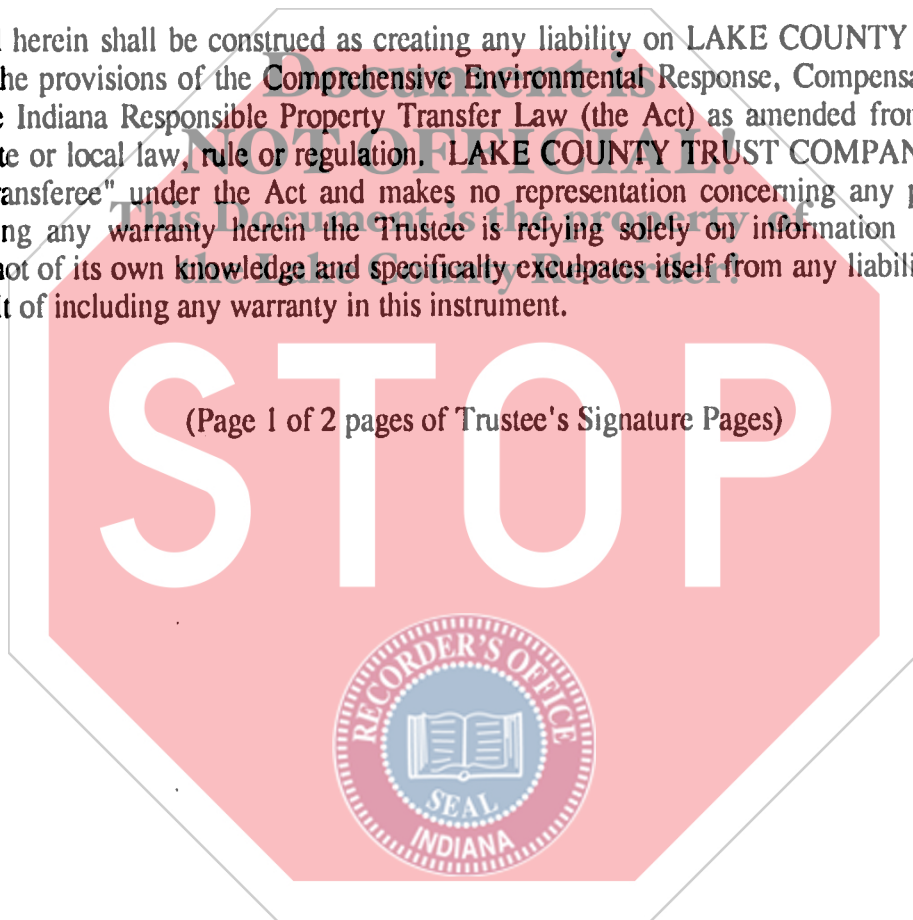 herein shall be construed as creating any liability on LAKE COUNTY
Document is
he provisions of the Comprehensive Environmental Response, Compensa
Indiana Responsible Property Transfer Law (the Act) as amended from
NOT OFFICIAL!
te or local law, rule or regulation. LAKE COUNTY TRUST COMPAN
ansferee" under the Act and makes no representation concerning any p
This Document is the property of
ng any warranty herein the Trustee is relying solely on information
the Lake County Recorder!
not of its own knowledge and specifically exculpates itself from any liabili
t of including any warranty in this instrument.
STOP
(Page 1 of 2 pages of Trustee's Signature Pages)
RECORDER'S OFFICE
SEAL
INDIANA